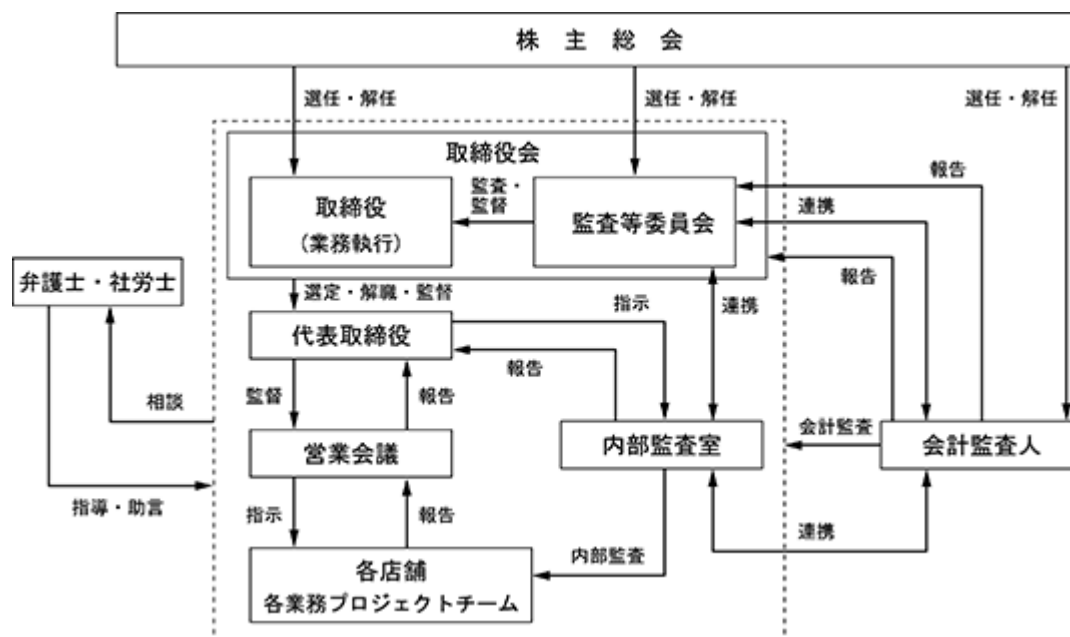 株主総会
選任・解任
選任・解任
選任・解任
取締役会
取締役
(業務執行)
監査・
監督
監査等委員会
報告
連携
報告
弁護士・社労士
選定・解職・監督
指示
連携
代表取締役
報告
相談
監督
報告
営業会議
内部監査室
会計監査
会計監査人
指導・助言
指示
報告
内部監査
連携
各店舗
各業務プロジェクトチーム